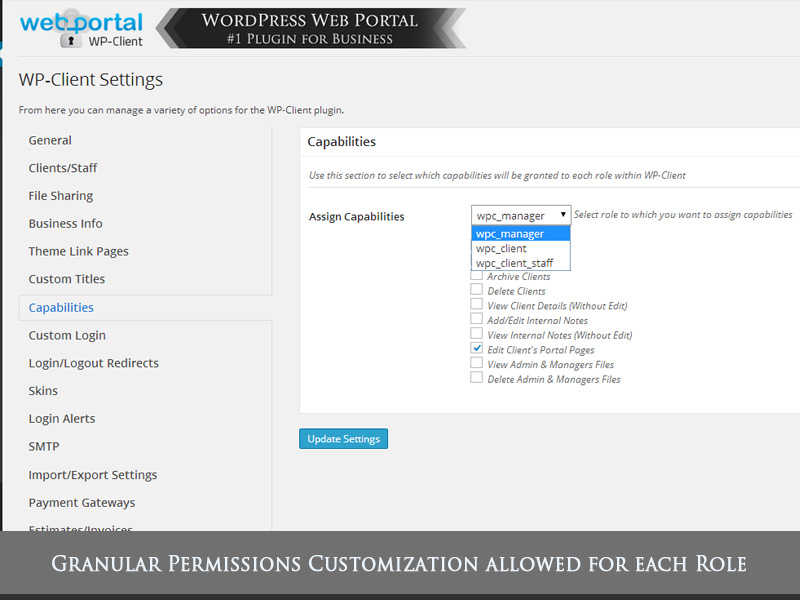 web portal
WP-Client
WordPress Web Portal
#1 Plugin for Business
WP-Client Settings
From here you can manage a variety of options for the WP-Client plugin.
General
Clients/Staff
File Sharing
Business Info
Theme Link Pages
Custom Titles
Capabilities
Custom Login
Login/Logout Redirects
Skins
Login Alerts
SMTP
Import/Export Settings
Payment Gateways
Estimates/Invoices
Capabilities
Use this section to select which capabilities will be granted to each role within WP-Client
Assign Capabilities
wpc_manager
Select role to which you want to assign capabilities
wpc_manager
wpc_client
wpc_client_staff
Archive Clients
Delete Clients
View Client Details (Without Edit)
Add/Edit Internal Notes
View Internal Notes (Without Edit)
Edit Client's Portal Pages
View Admin & Managers Files
Delete Admin & Managers Files
Update Settings
Granular Permissions Customization allowed for each Role